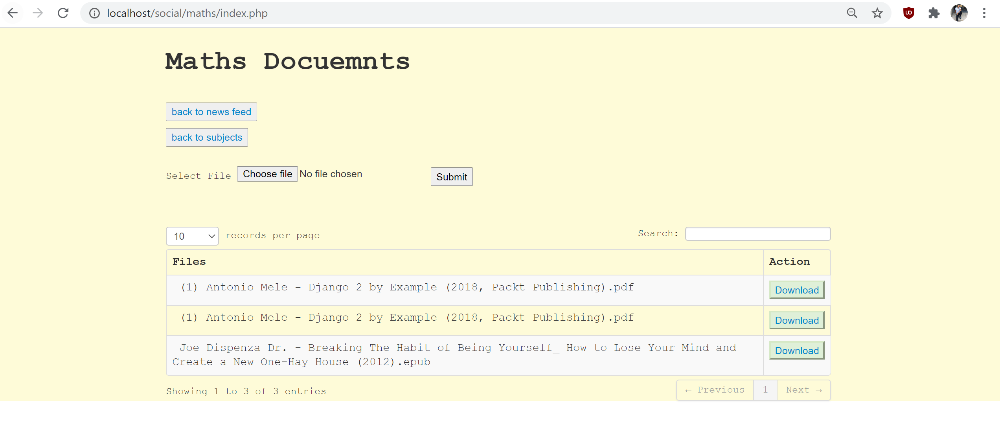 localhost/social/maths/index.php
Maths Docuemnts
back to news feed
back to subjects
Select File Choose file No file chosen Submit
10 records per page Search:
Files Action
(1) Antonio Mele - Django 2 by Example (2018, Packt Publishing).pdf Download
(1) Antonio Mele - Django 2 by Example (2018, Packt Publishing).pdf Download
Joe Dispenza Dr. - Breaking The Habit of Being Yourself_ How to Lose Your Mind and Download
Create a New One-Hay House (2012).epub
Showing 1 to 3 of 3 entries ← Previous 1 Next →